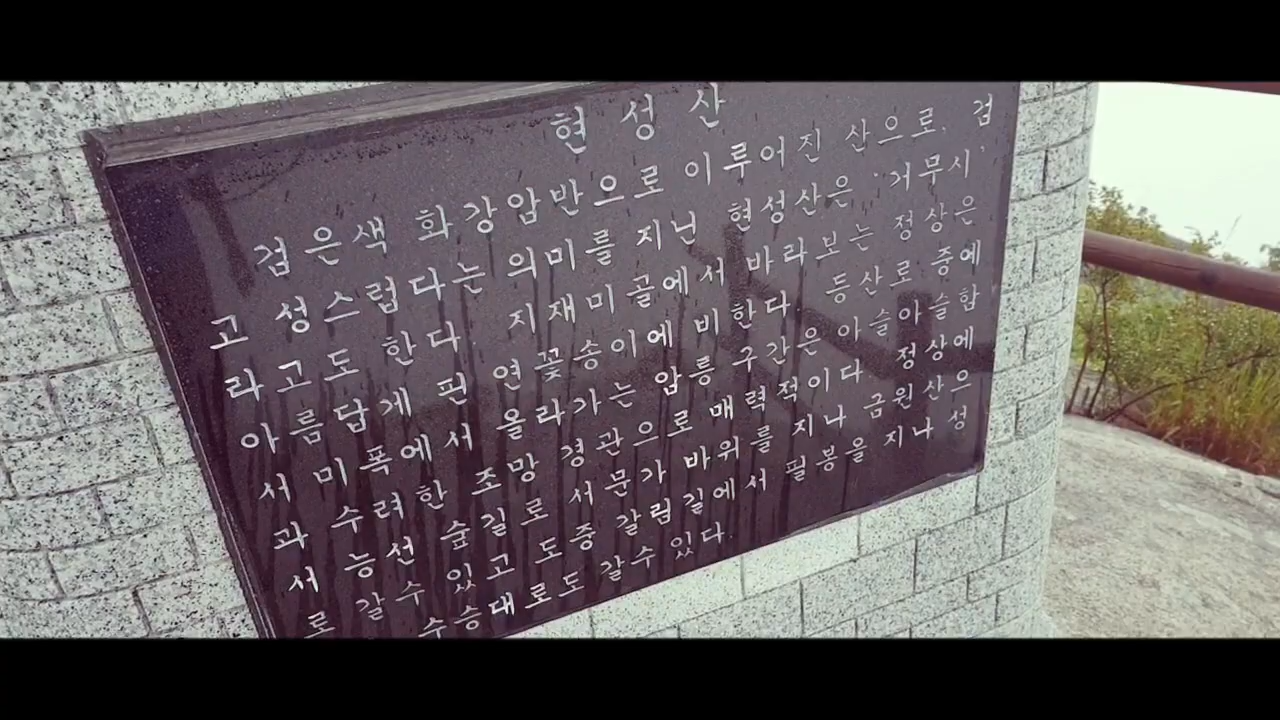 현 성 산
검은색 화강암반으로 이루어진 산으로, 검
고 성스럽다는 의미를 지닌 현성산은 '거무시'
라고도 한다. 지재미골에서 바라보는 정상은
아름답게 핀 연꽃송이에 비한다. 등산로 중에
서 미폭에서 올라가는 암릉 구간은 아슬아슬함
과 수려한 조망 경관으로 매력적이다. 정상에
서 능선 숲길로 서문가 바위를 지나 금원산으
로 갈수 있고 도중 갈림길에서 필봉을 지나 성
수승대로도 갈수 있다.